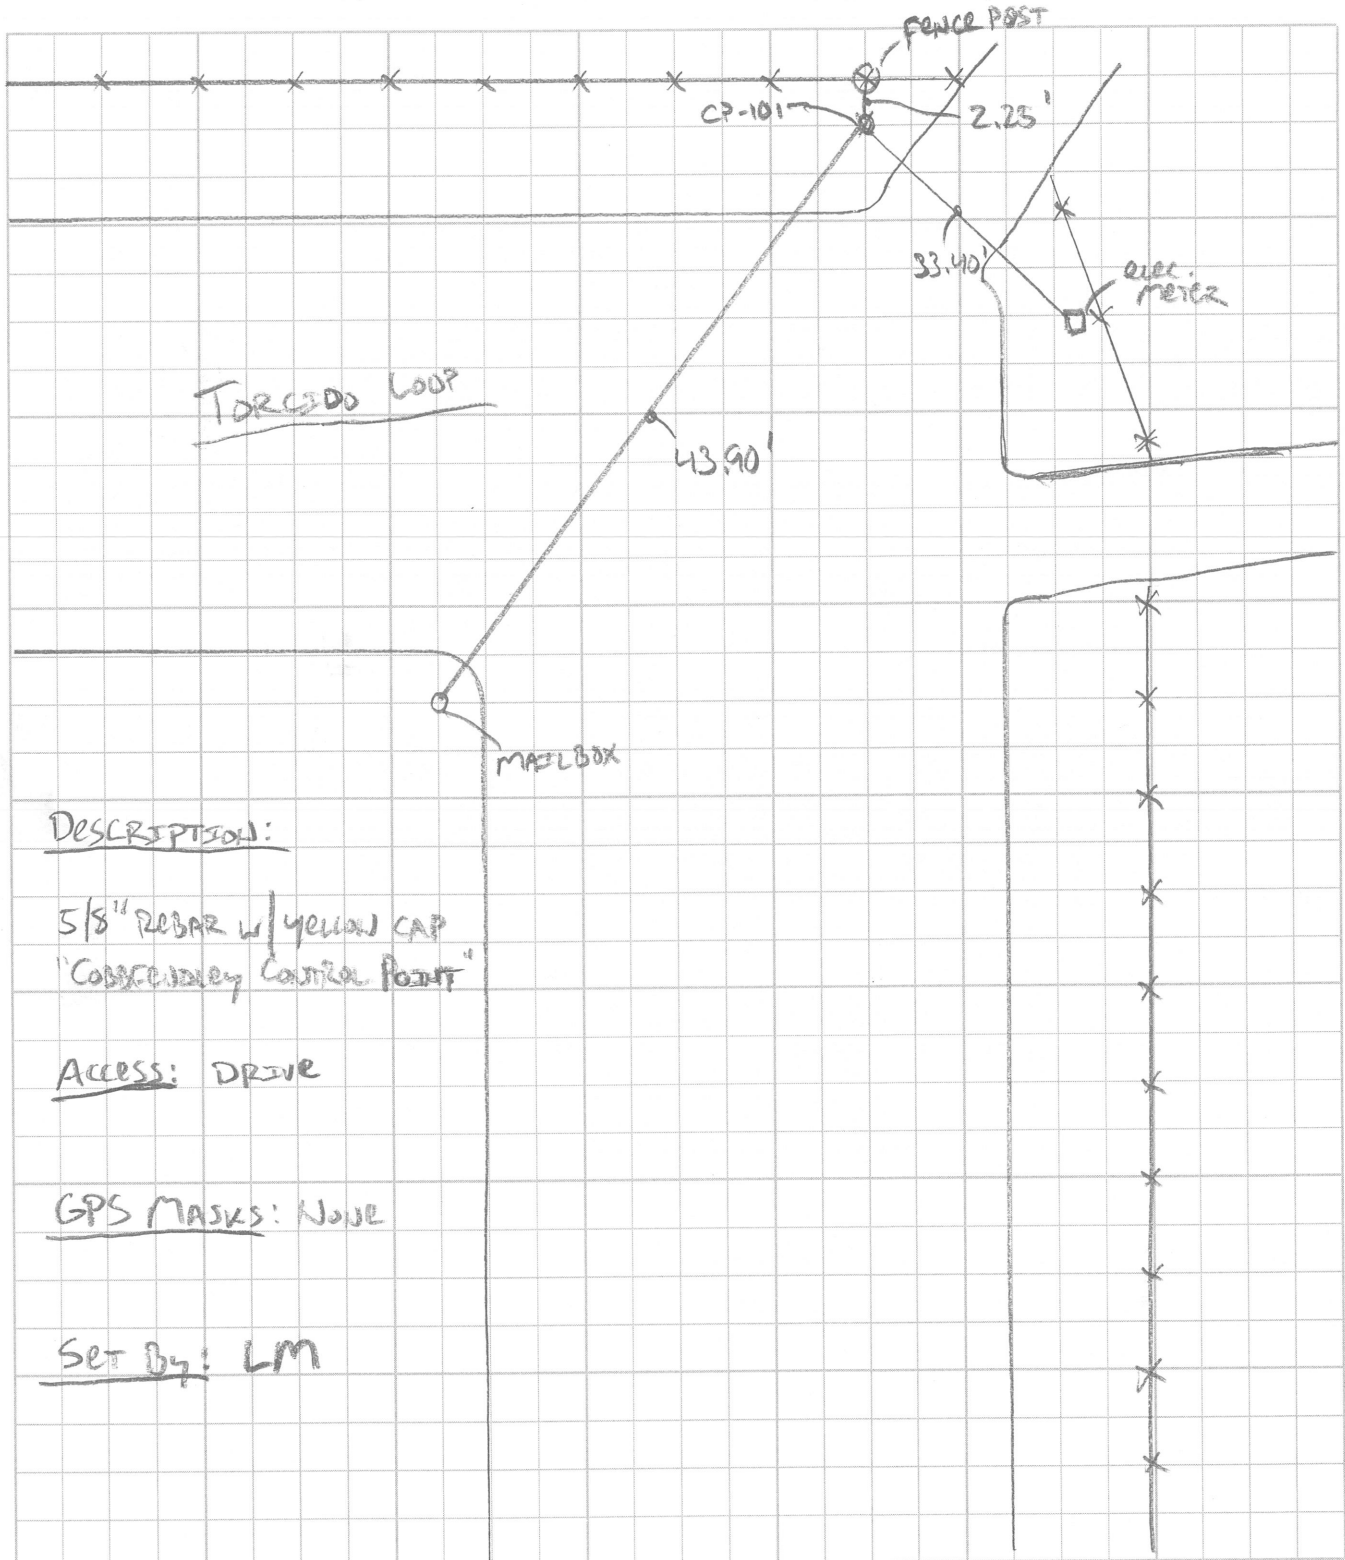 FENCE POST
CP-101
2.25'
33.40'
elec.
meter
TORCIDO LOOP
43.90'
MAILBOX
DESCRIPTION:
5/8" REBAR w/ yellow CAP
"COBBFENDLEY CONTROL POINT"
ACCESS: DRIVE
GPS MASKS: NONE
SET By: LM